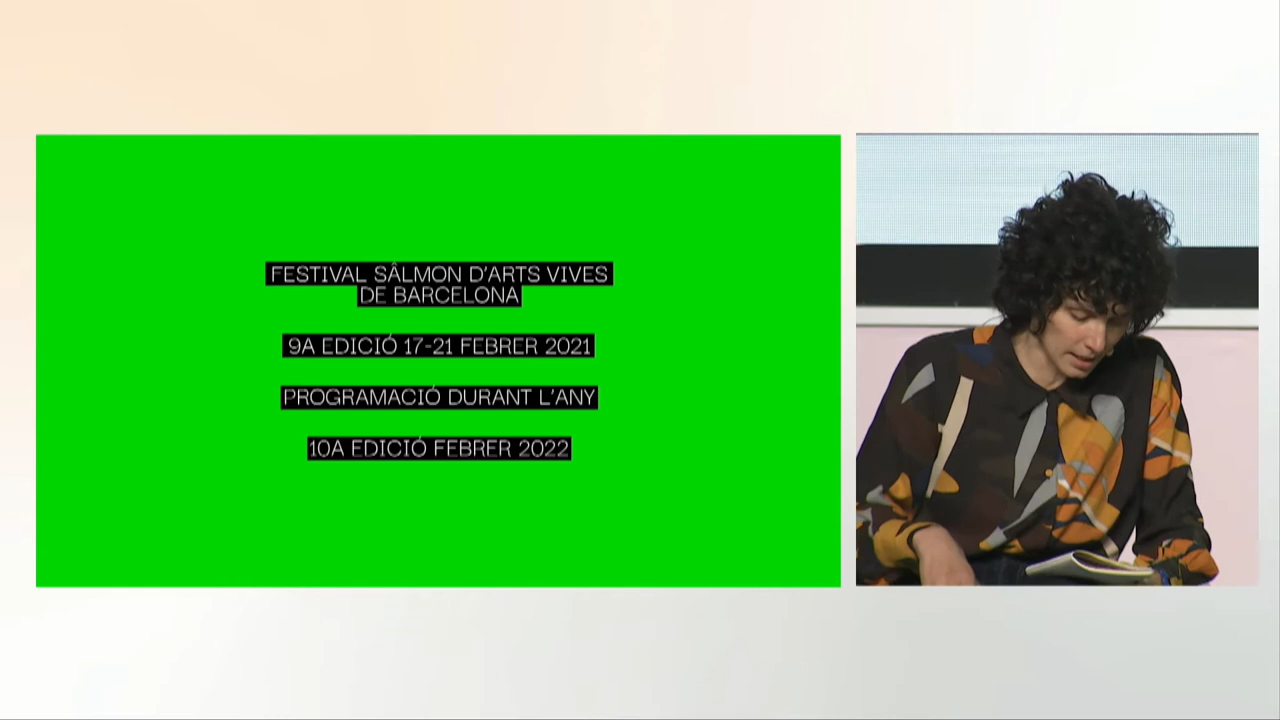 FESTIVAL SÂLMON D'ARTS VIVES
DE BARCELONA
9A EDICIÓ 17-21 FEBRER 2021
PROGRAMACIÓ DURANT L'ANY
10A EDICIÓ FEBRER 2022